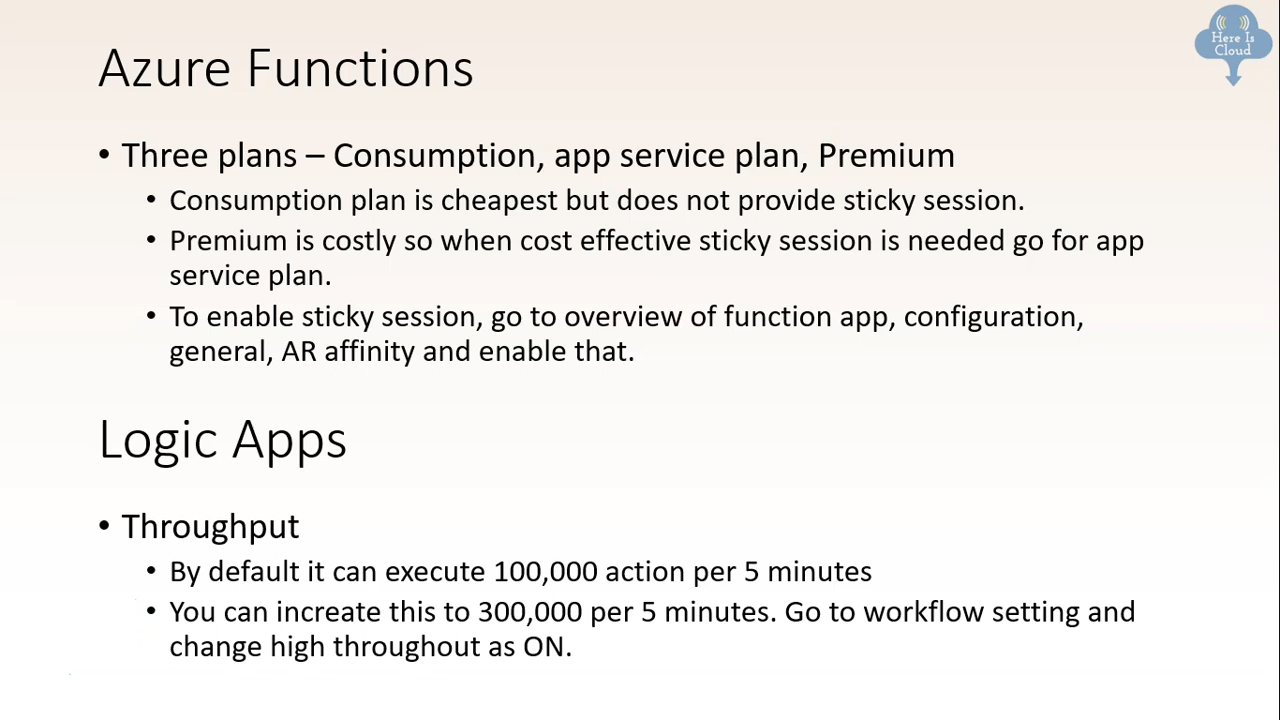 Here Is
Cloud
Azure Functions
• Three plans – Consumption, app service plan, Premium
• Consumption plan is cheapest but does not provide sticky session.
• Premium is costly so when cost effective sticky session is needed go for app
service plan.
• To enable sticky session, go to overview of function app, configuration,
general, AR affinity and enable that.
Logic Apps
• Throughput
• By default it can execute 100,000 action per 5 minutes
• You can increate this to 300,000 per 5 minutes. Go to workflow setting and
change high throughout as ON.